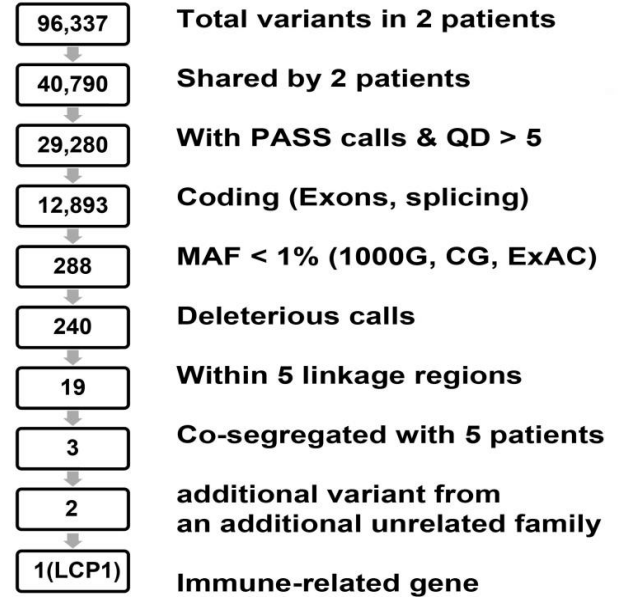 96,337 Total variants in 2 patients
40,790 Shared by 2 patients
29,280 With PASS calls & QD > 5
12,893 Coding (Exons, splicing)
288 MAF < 1% (1000G, CG, ExAC)
240 Deleterious calls
19 Within 5 linkage regions
3 Co-segregated with 5 patients
2 additional variant from
an additional unrelated family
1(LCP1) Immune-related gene